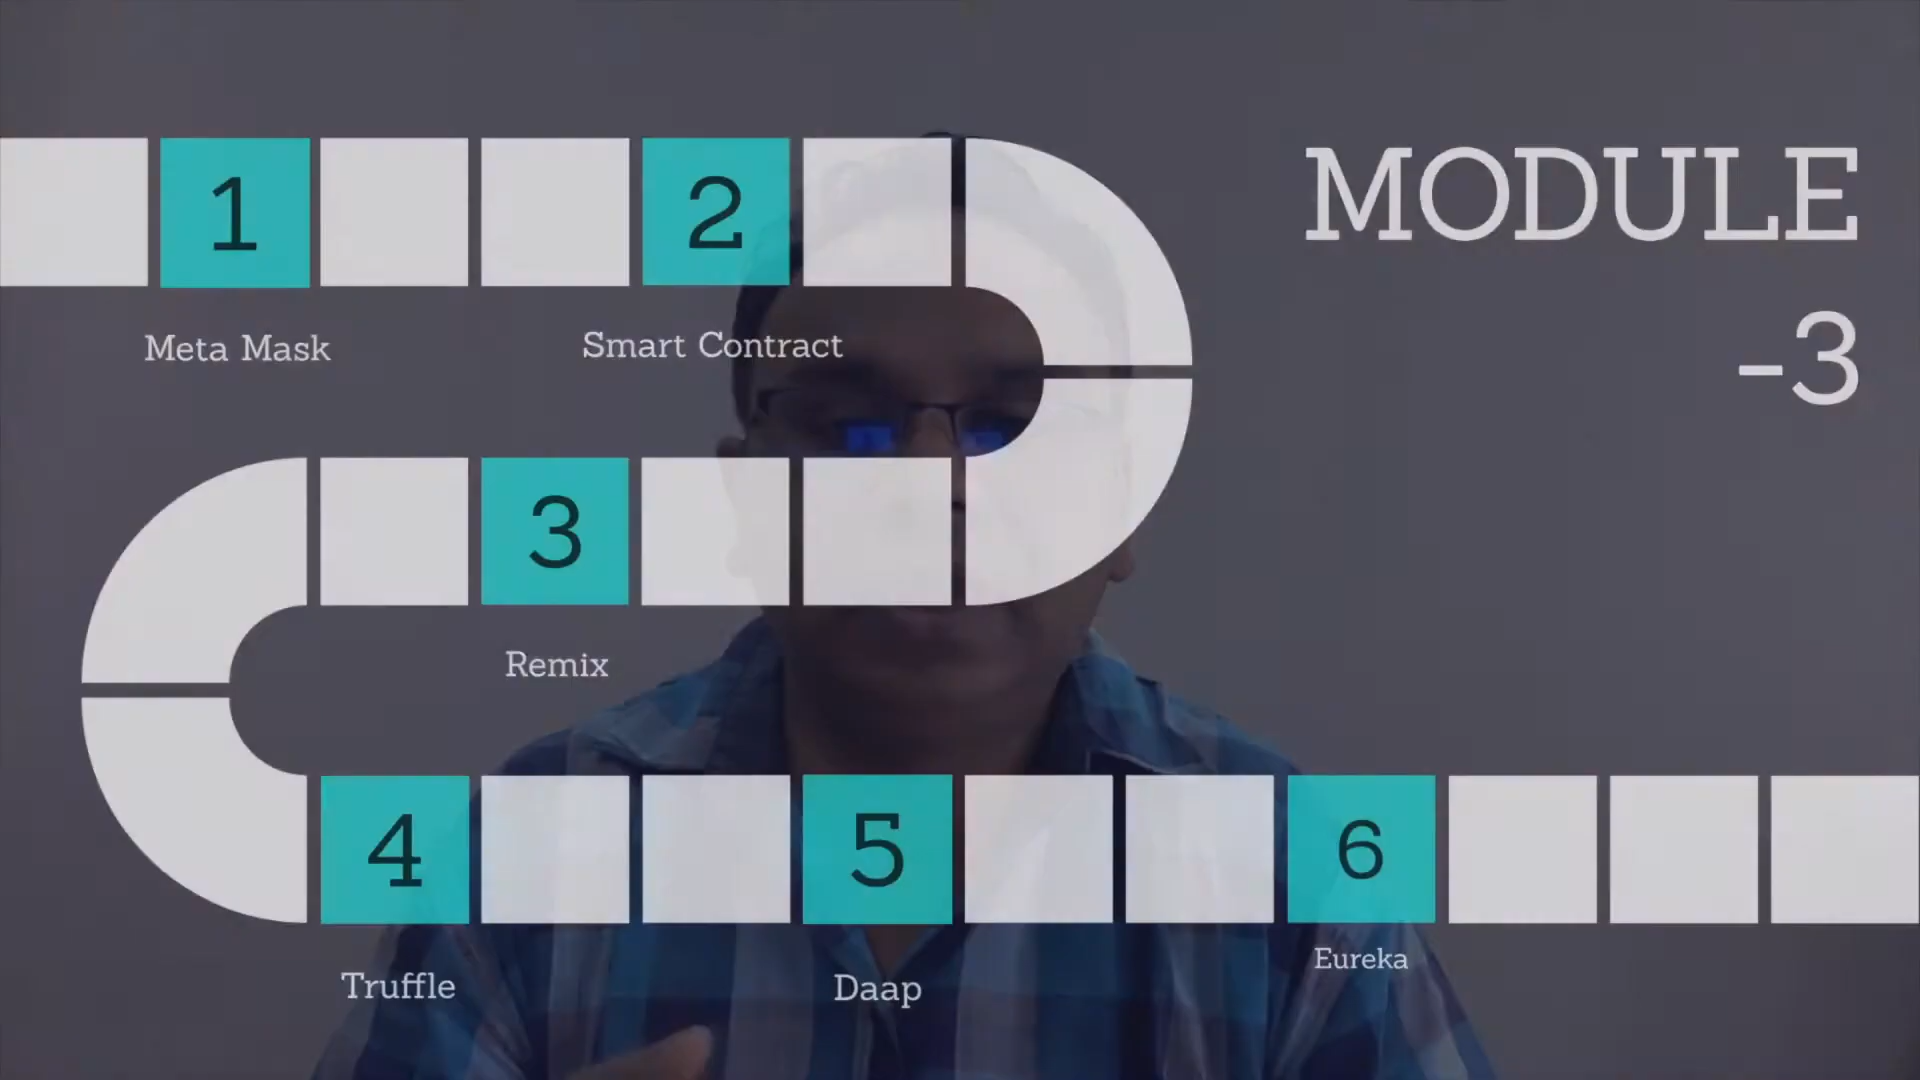 MODULE
-3
1
2
Meta Mask
Smart Contract
3
Remix
4
5
6
Truffle
Daap
Eureka